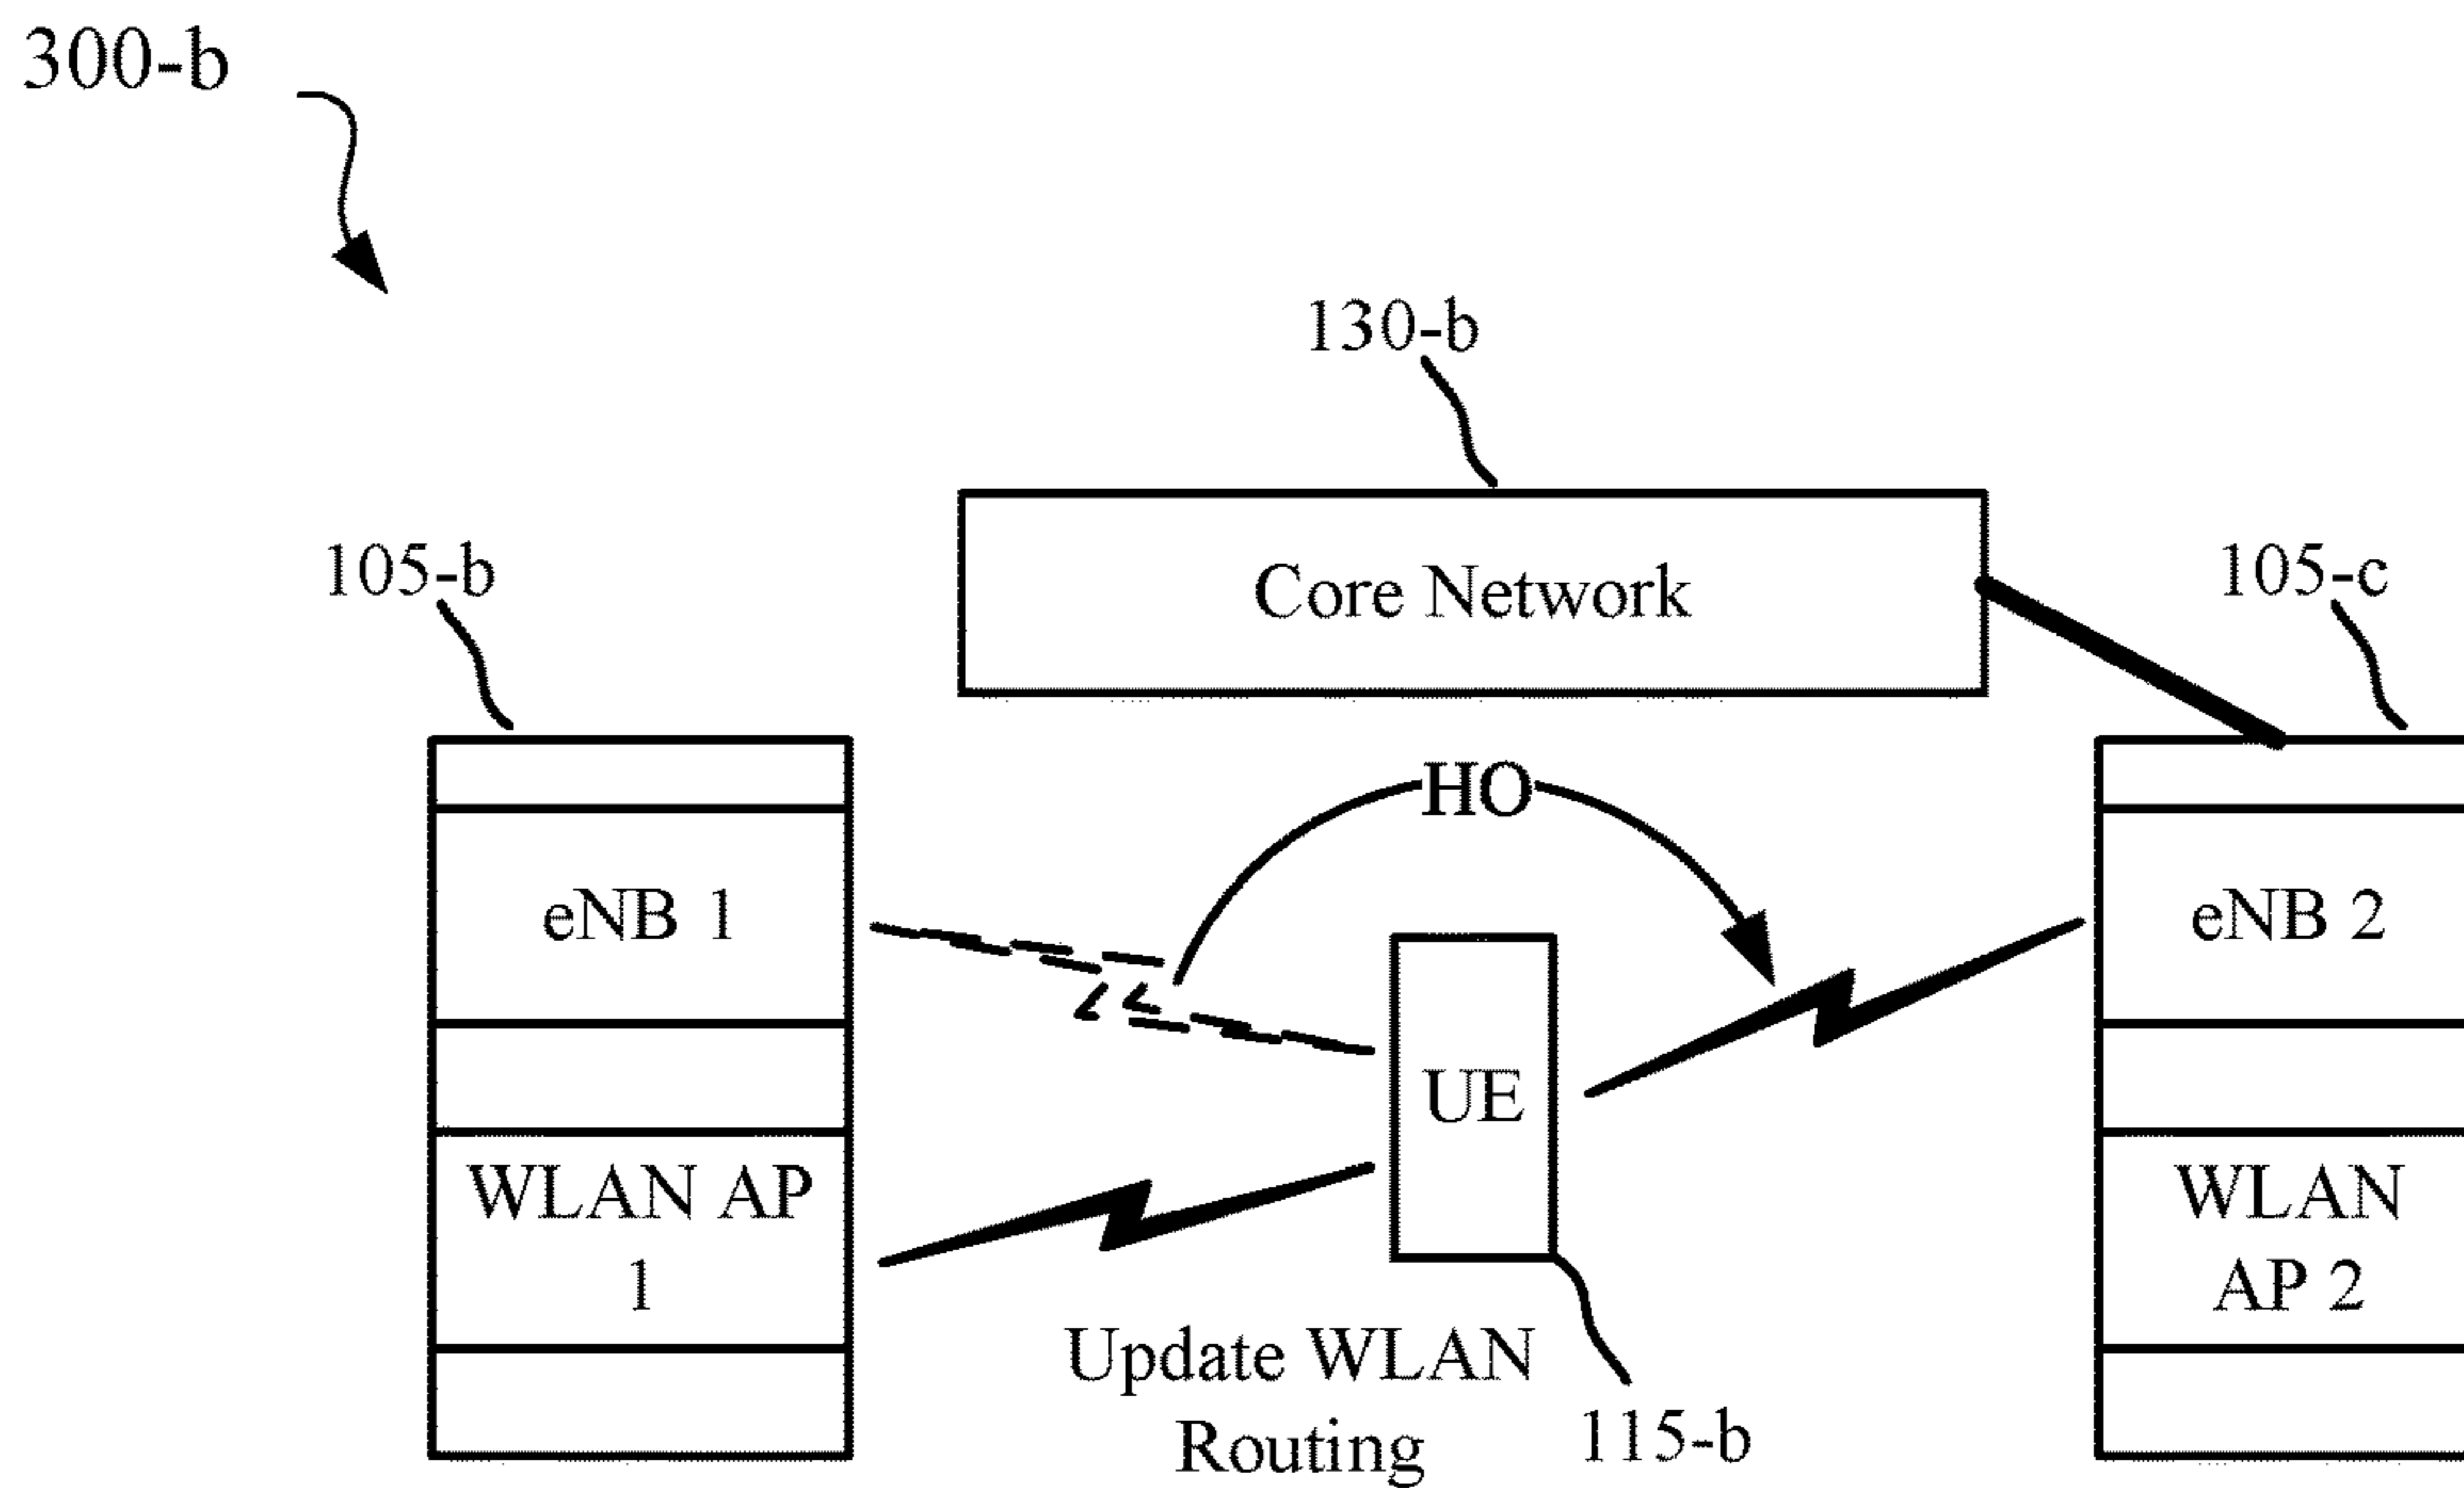 300-b
130-b
105-b
Core Network
105-c
HO
eNB 1
eNB 2
UE
WLAN AP
1
WLAN
AP 2
Update WLAN
Routing
115-b